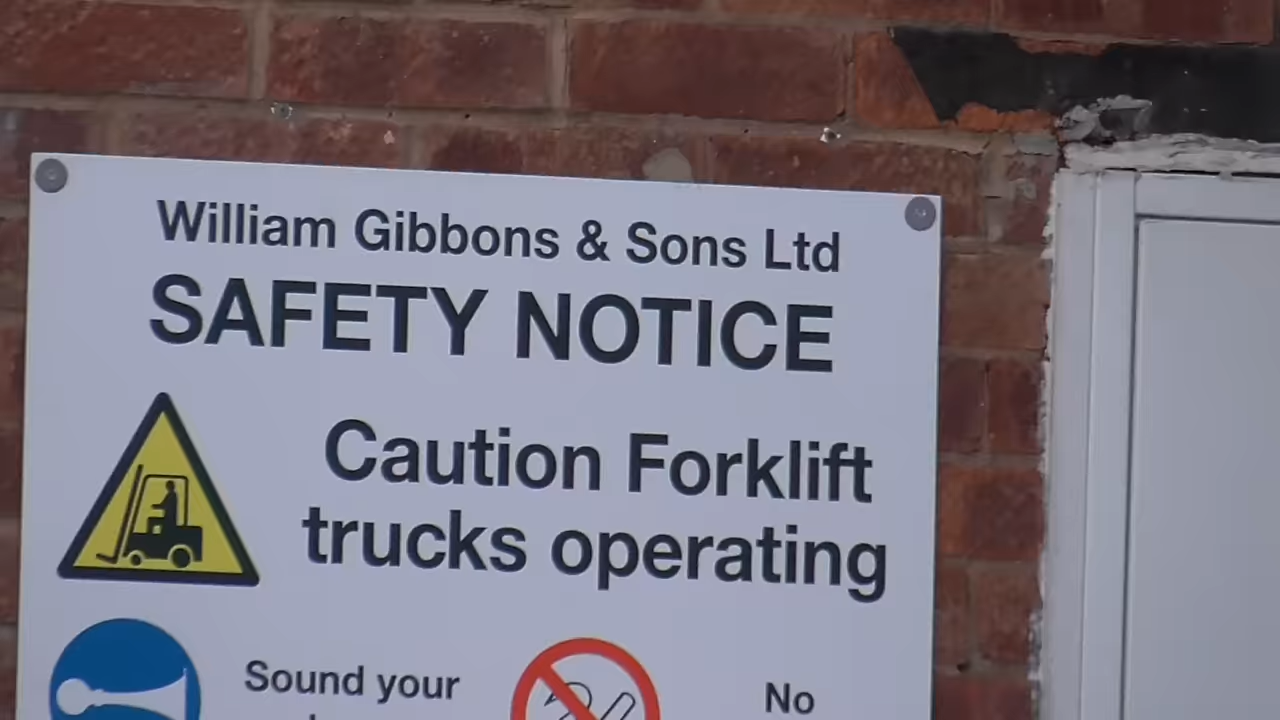 William Gibbons & Sons Ltd
SAFETY NOTICE
Caution Forklift
trucks operating
Sound your
No